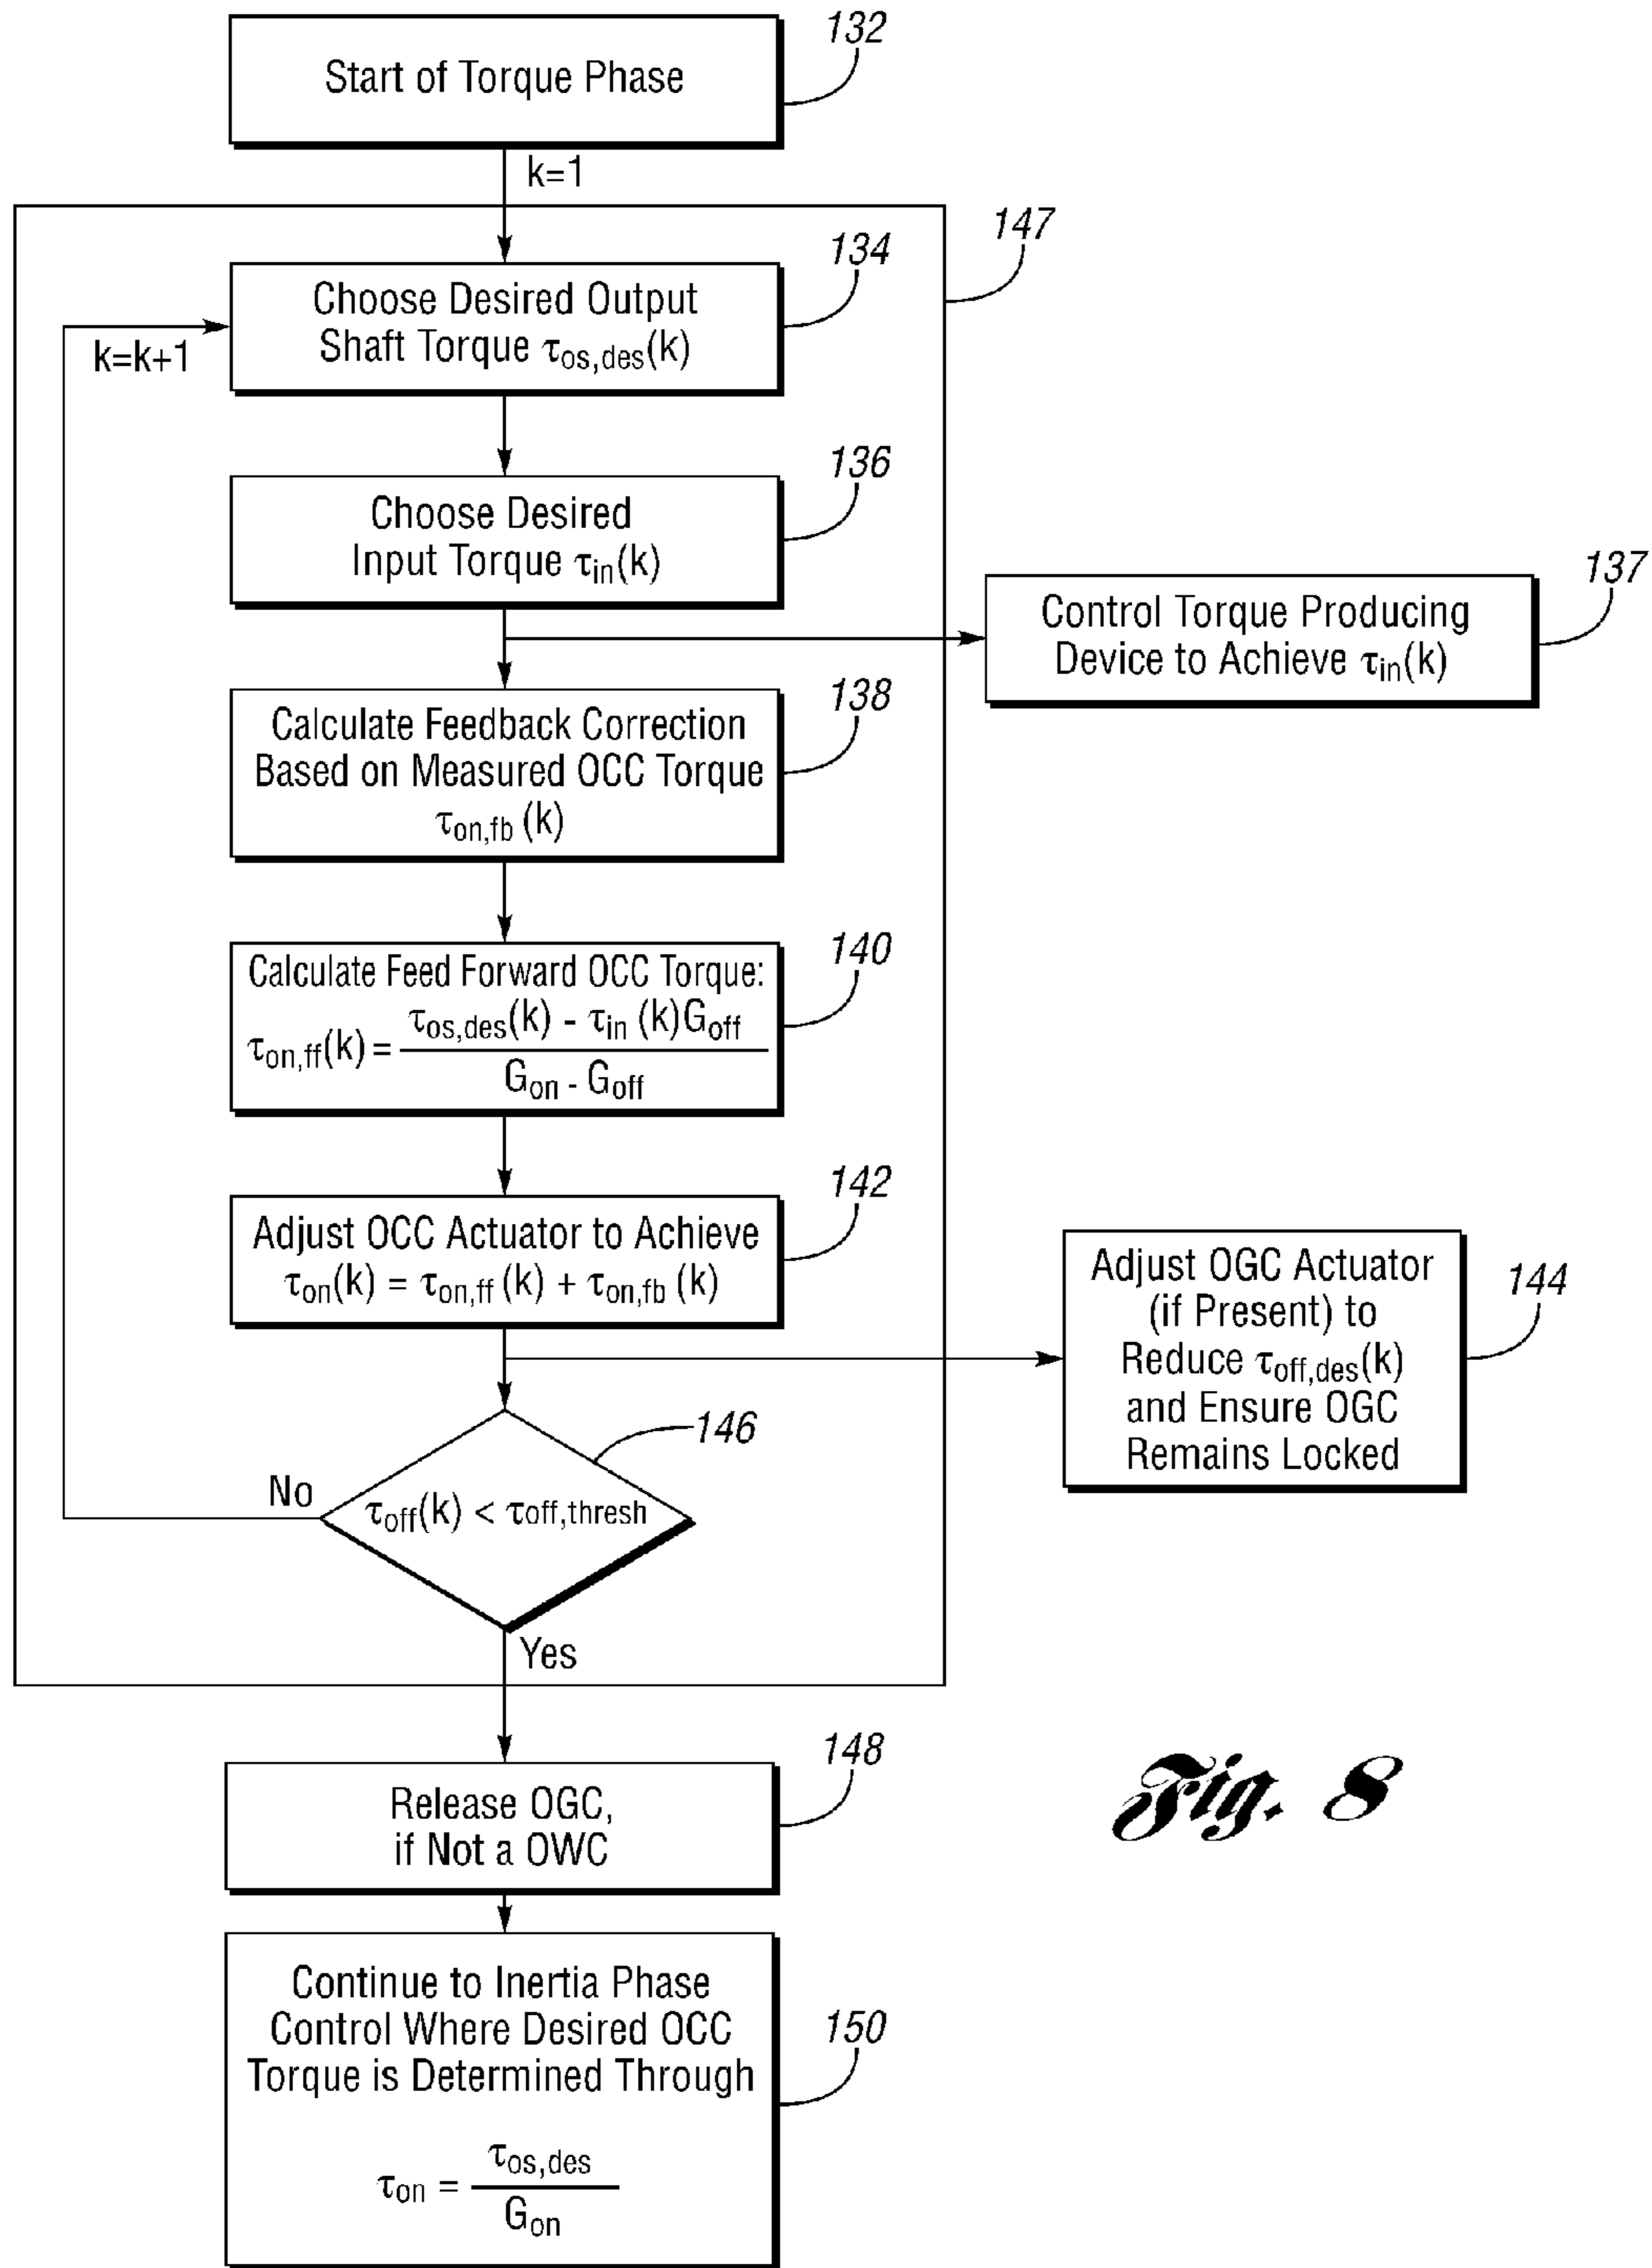 132
Start of Torque Phase
k=1
147
134
Choose Desired Output
Shaft Torque τos,des(k)
k=k+1
136
Choose Desired
Input Torque τin(k)
137
Control Torque Producing
Device to Achieve τin(k)
138
Calculate Feedback Correction
Based on Measured OCC Torque
τon,fb (k)
140
Calculate Feed Forward OCC Torque:
τon,ff(k) = τos,des(k) - τin (k)Goff
Gon - Goff
142
Adjust OCC Actuator to Achieve
τon(k) = τon,ff (k) + τon,fb (k)
144
Adjust OGC Actuator
(if Present) to
Reduce τoff,des(k)
and Ensure OGC
Remains Locked
146
No
τoff(k) < τoff,thresh
Yes
148
Release OGC,
if Not a OWC
Fig. 8
150
Continue to Inertia Phase
Control Where Desired OCC
Torque is Determined Through
τon = τos,des
Gon